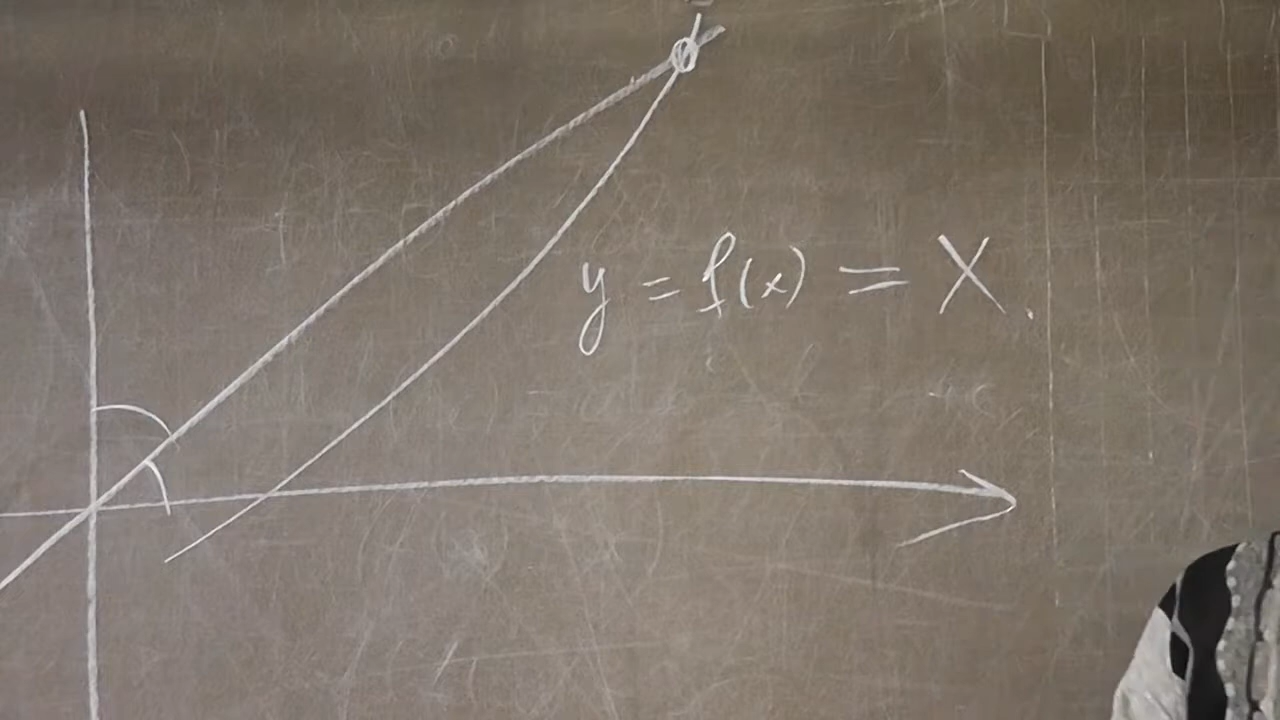 y = f(x) = X.